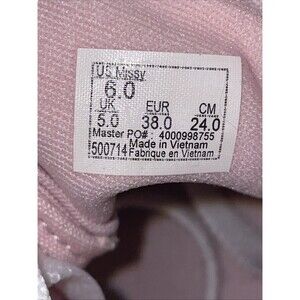 US Missy
6.0
UK EUR CM
5.0 38.0 24.0
Master PO# : 4000998755
Made in Vietnam
500714 Fabrique en Vietnam